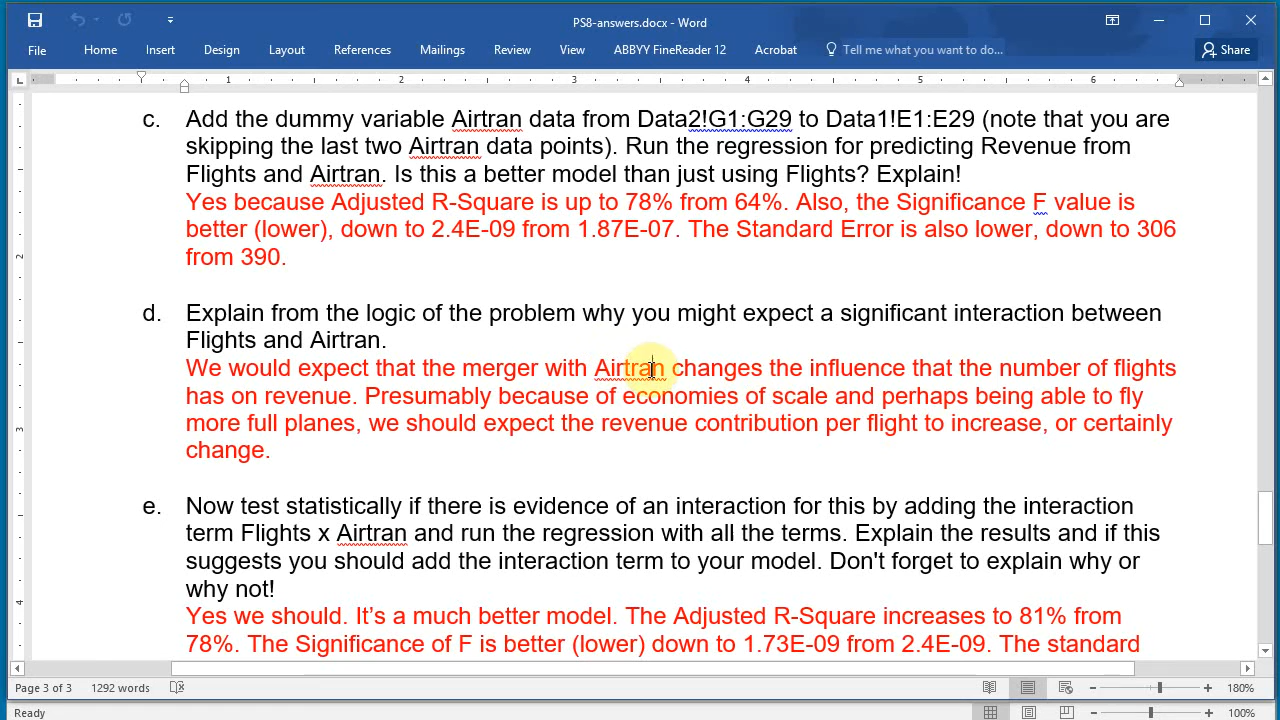 PS8-answers.docx - Word
File Home Insert Design Layout References Mailings Review View ABBYY FineReader 12 Acrobat Tell me what you want to do... Share
1 2 3 4 5 6
c. Add the dummy variable Airtran data from Data2!G1:G29 to Data1!E1:E29 (note that you are
skipping the last two Airtran data points). Run the regression for predicting Revenue from
Flights and Airtran. Is this a better model than just using Flights? Explain!
Yes because Adjusted R-Square is up to 78% from 64%. Also, the Significance F value is
better (lower), down to 2.4E-09 from 1.87E-07. The Standard Error is also lower, down to 306
from 390.
2
d. Explain from the logic of the problem why you might expect a significant interaction between
Flights and Airtran.
We would expect that the merger with Airtran changes the influence that the number of flights
has on revenue. Presumably because of economies of scale and perhaps being able to fly
more full planes, we should expect the revenue contribution per flight to increase, or certainly
3
change.
e. Now test statistically if there is evidence of an interaction for this by adding the interaction
term Flights x Airtran and run the regression with all the terms. Explain the results and if this
suggests you should add the interaction term to your model. Don't forget to explain why or
why not!
4
Yes we should. It’s a much better model. The Adjusted R-Square increases to 81% from
78%. The Significance of F is better (lower) down to 1.73E-09 from 2.4E-09. The standard
Page 3 of 3 1292 words 180%
Ready 100%